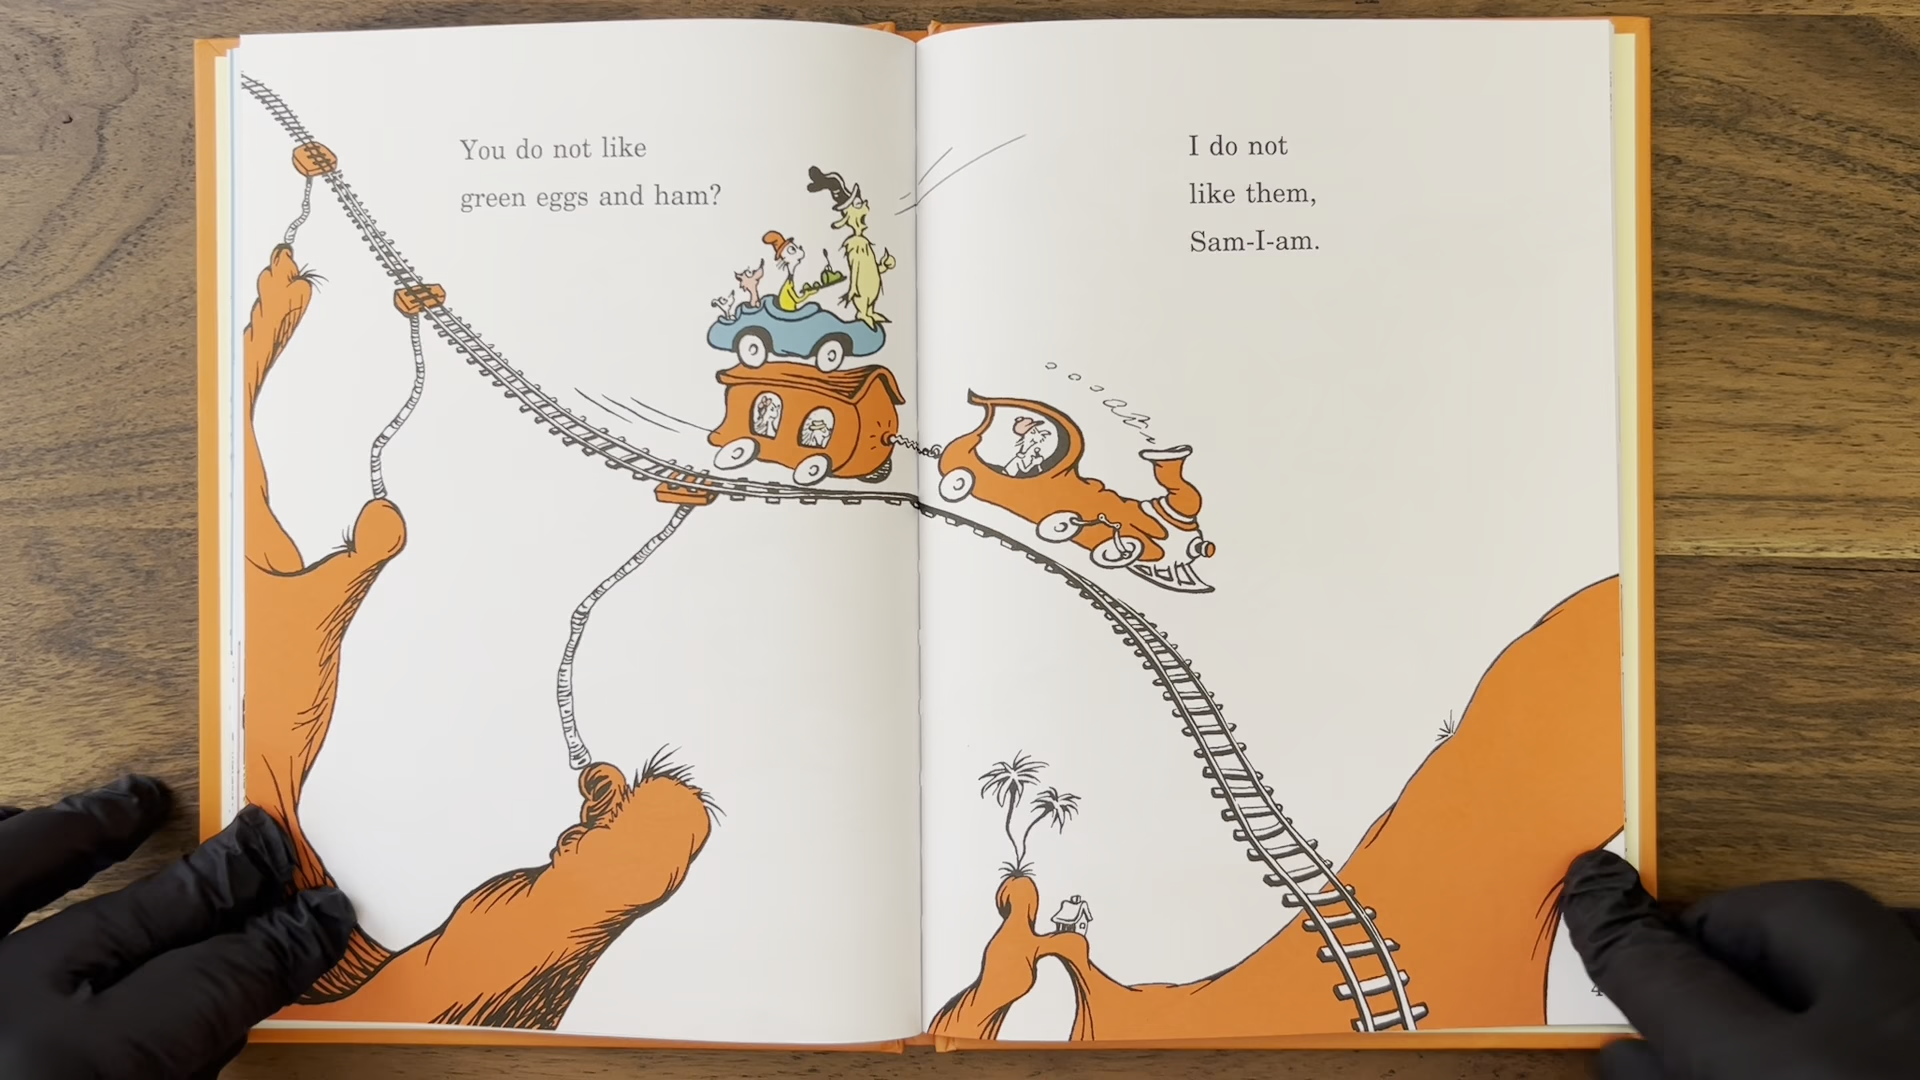 You do not like
green eggs and ham?
I do not
like them,
Sam-I-am.